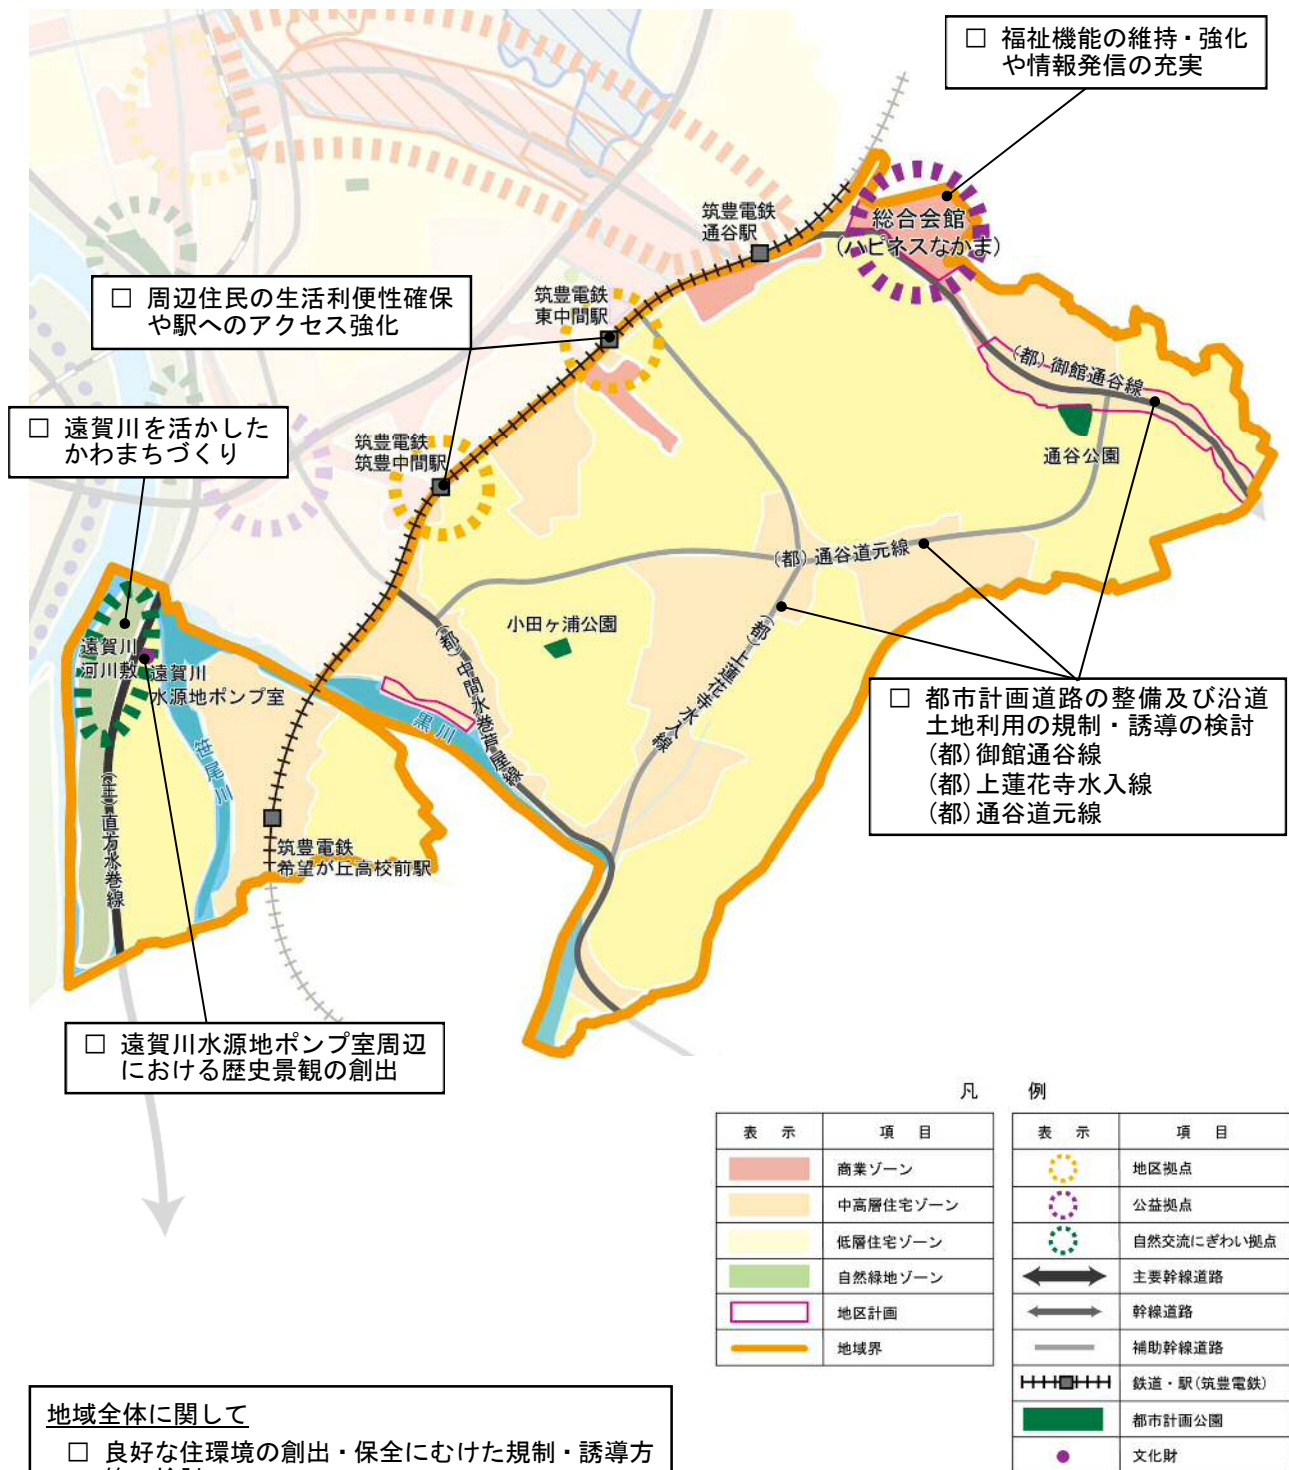 □ 福祉機能の維持・強化
や情報発信の充実
筑豊電鉄
通谷駅
総合会館
(ハピネスなかま)
□ 周辺住民の生活利便性確保
や駅へのアクセス強化
筑豊電鉄
東中間駅
(都)御館通谷線
通谷公園
□ 遠賀川を活かした
かわまちづくり
筑豊電鉄
筑豊中間駅
(都)通谷道元線
小田ヶ浦公園
(都)上蓮花寺水入線
(都)中間水巻芦屋線
遠賀川
河川敷
遠賀川
水源地ポンプ室
黒川
笹尾川
(主)直方水巻線
□ 都市計画道路の整備及び沿道
土地利用の規制・誘導の検討
(都)御館通谷線
(都)上蓮花寺水入線
(都)通谷道元線
筑豊電鉄
希望が丘高校前駅
□ 遠賀川水源地ポンプ室周辺
における歴史景観の創出
凡 例
表 示 項 目
商業ゾーン
中高層住宅ゾーン
低層住宅ゾーン
自然緑地ゾーン
地区計画
地域界
表 示 項 目
地区拠点
公益拠点
自然交流にぎわい拠点
主要幹線道路
幹線道路
補助幹線道路
鉄道・駅(筑豊電鉄)
都市計画公園
文化財
地域全体に関して
□ 良好な住環境の創出・保全にむけた規制・誘導方